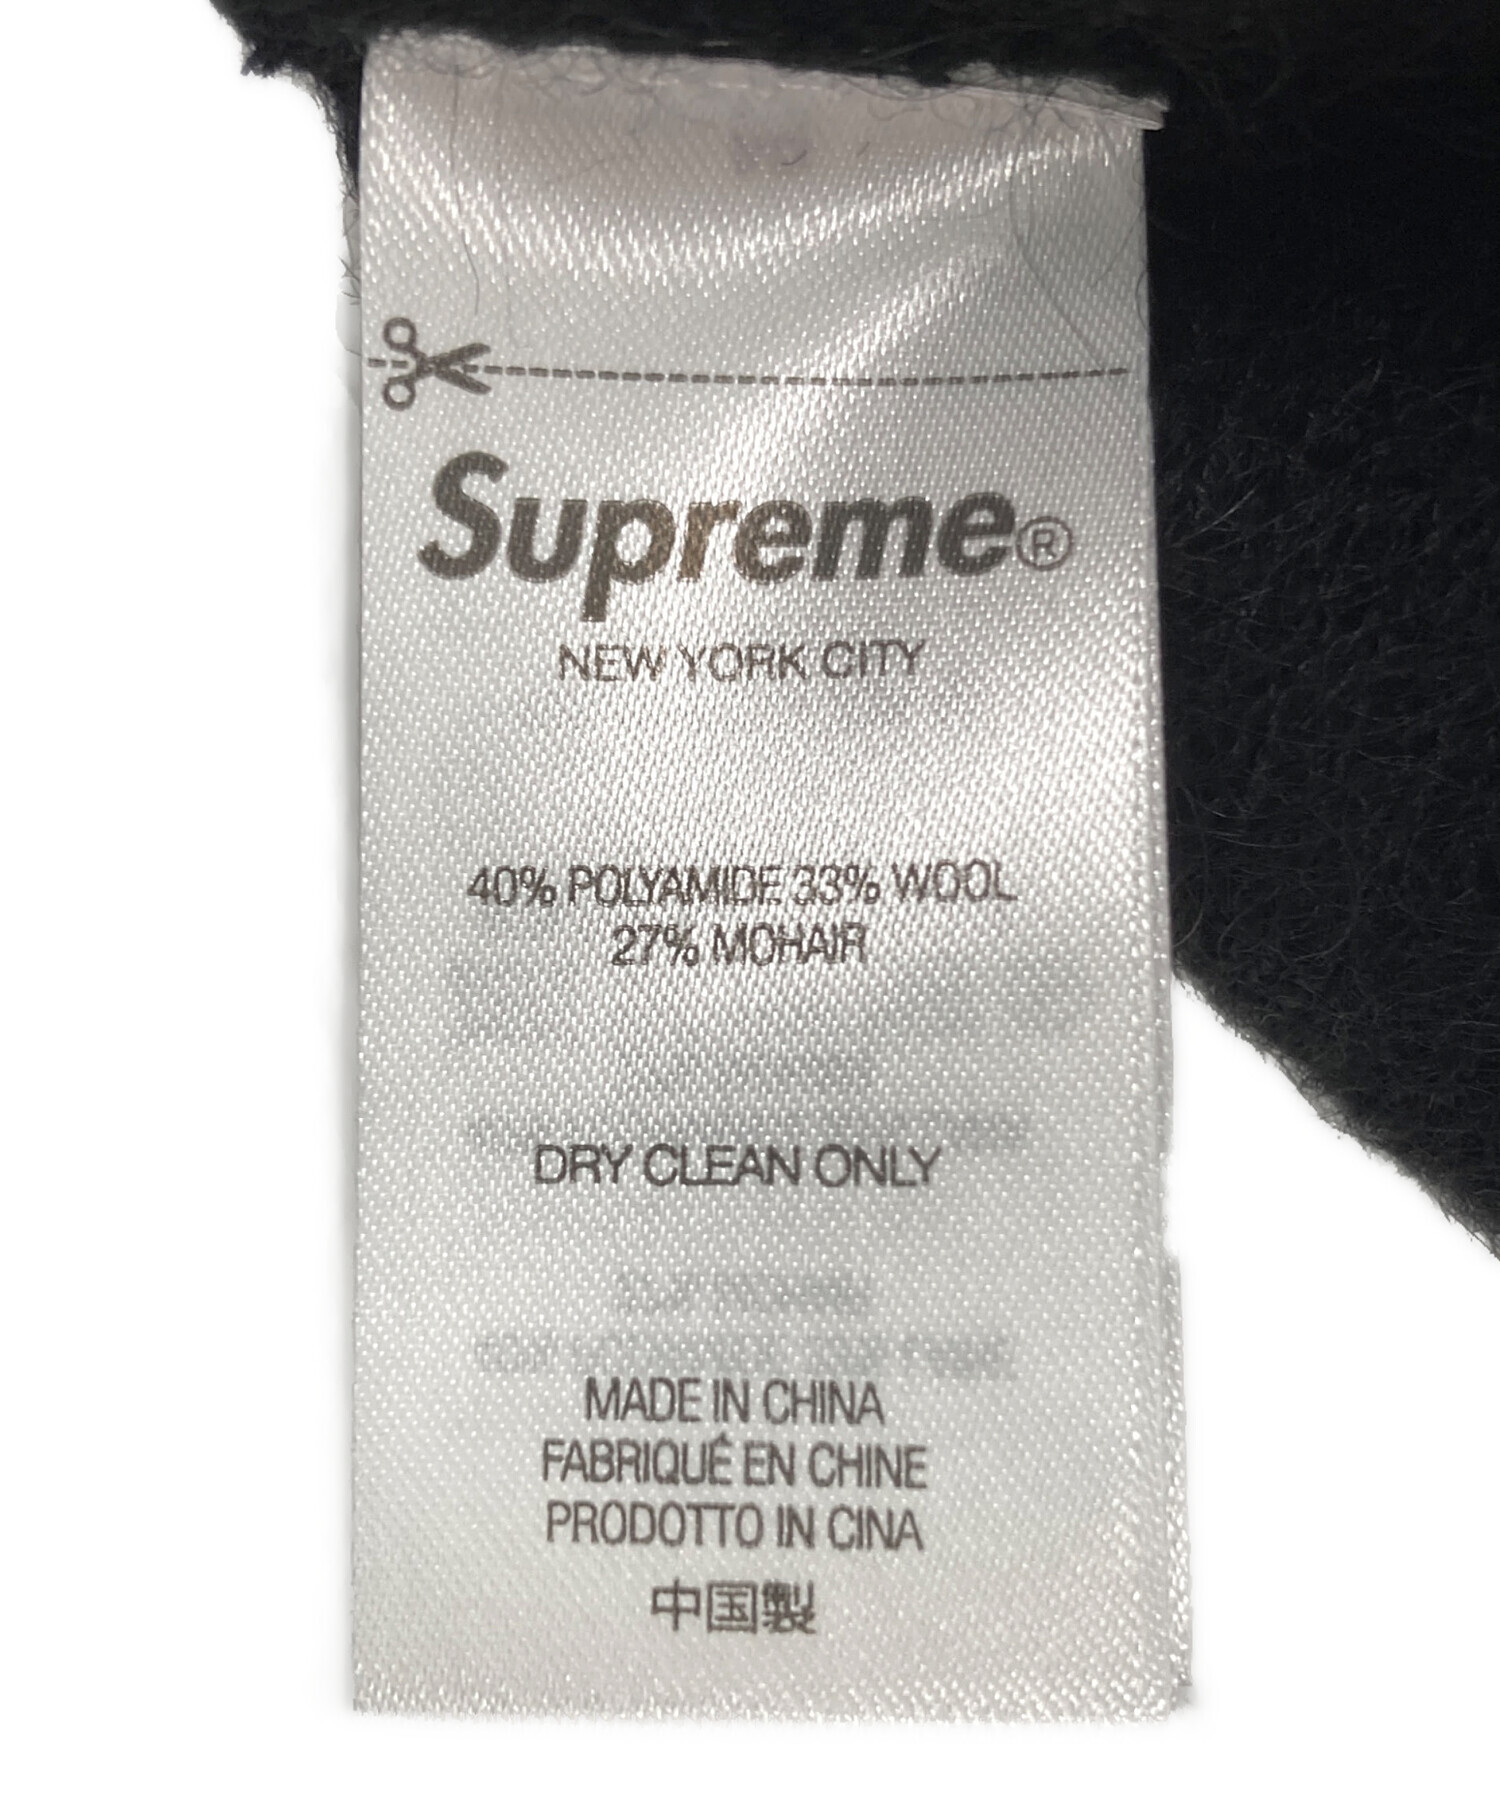 Supreme®
NEW YORK CITY
40% POLYAMIDE 33% WOOL
27% MOHAIR
DRY CLEAN ONLY
MADE IN CHINA
FABRIQUÉ EN CHINE
PRODOTTO IN CINA
中国製